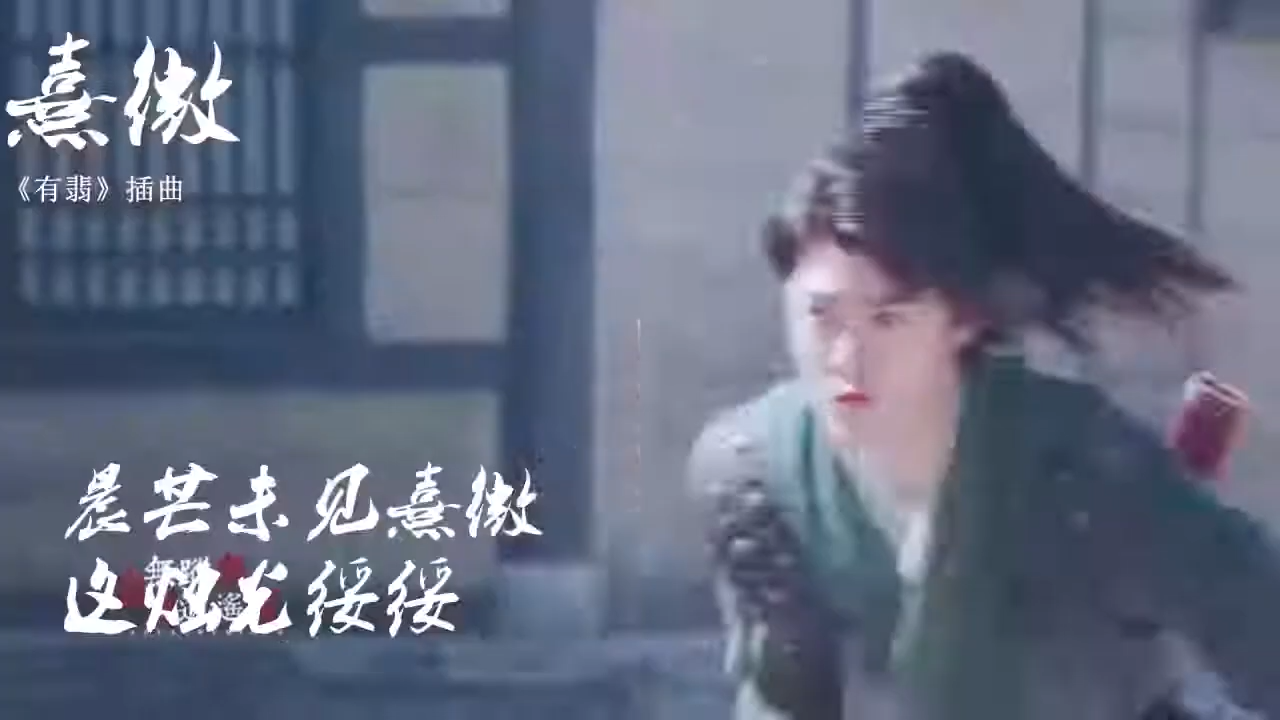 熹微
《有翡》插曲
晨芒未见熹微
这烛光绥绥